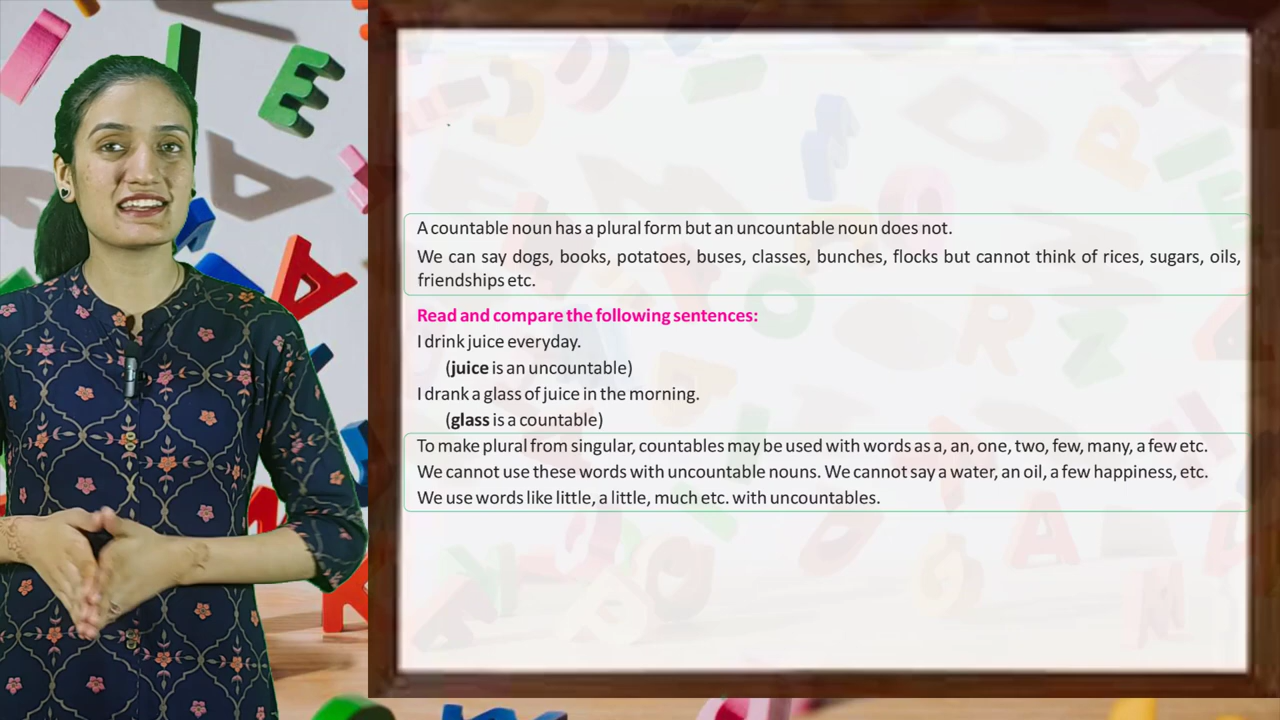 A countable noun has a plural form but an uncountable noun does not.
We can say dogs, books, potatoes, buses, classes, bunches, flocks but cannot think of rices, sugars, oils,
friendships etc.
Read and compare the following sentences:
I drink juice everyday.
(juice is an uncountable)
I drank a glass of juice in the morning.
(glass is a countable)
To make plural from singular, countables may be used with words as a, an, one, two, few, many, a few etc.
We cannot use these words with uncountable nouns. We cannot say a water, an oil, a few happiness, etc.
We use words like little, a little, much etc. with uncountables.